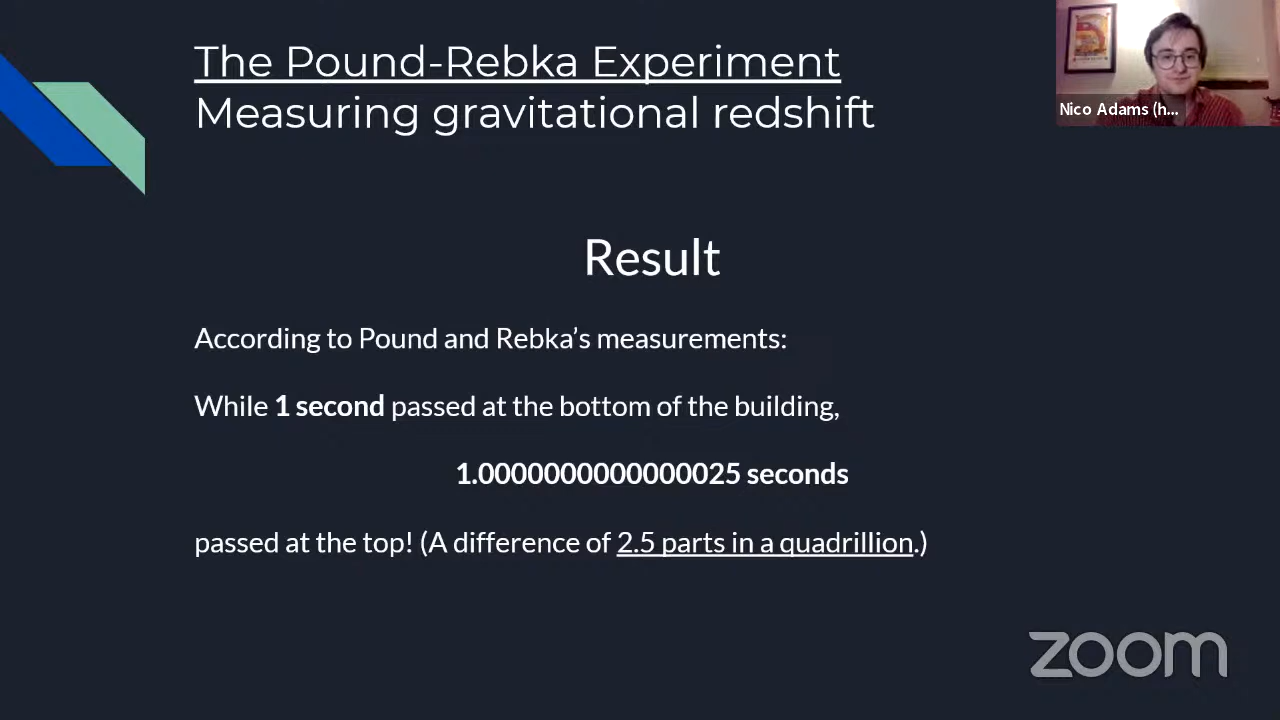 The Pound-Rebka Experiment
Measuring gravitational redshift
Nico Adams (h...
Result
According to Pound and Rebka’s measurements:
While 1 second passed at the bottom of the building,
1.0000000000000025 seconds
passed at the top! (A difference of 2.5 parts in a quadrillion.)
zoom